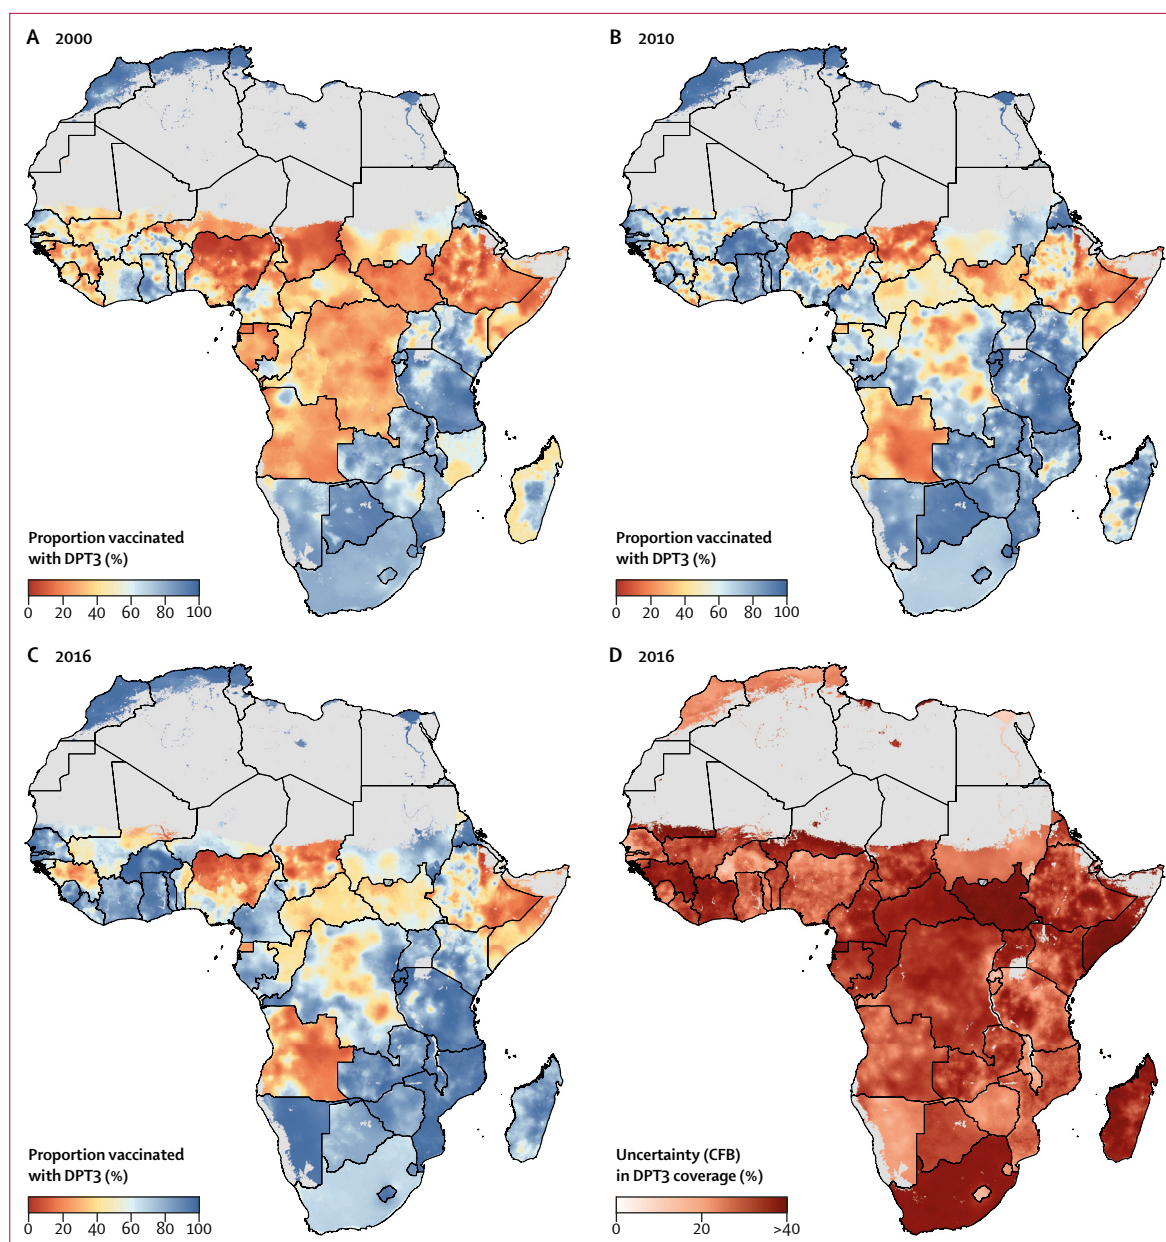 A 2000
B 2010
Proportion vaccinated
with DPT3 (%)
0 20 40 60 80 100
Proportion vaccinated
with DPT3 (%)
0 20 40 60 80 100
C 2016
D 2016
Proportion vaccinated
with DPT3 (%)
0 20 40 60 80 100
Uncertainty (CFB)
in DPT3 coverage (%)
0 20 >40